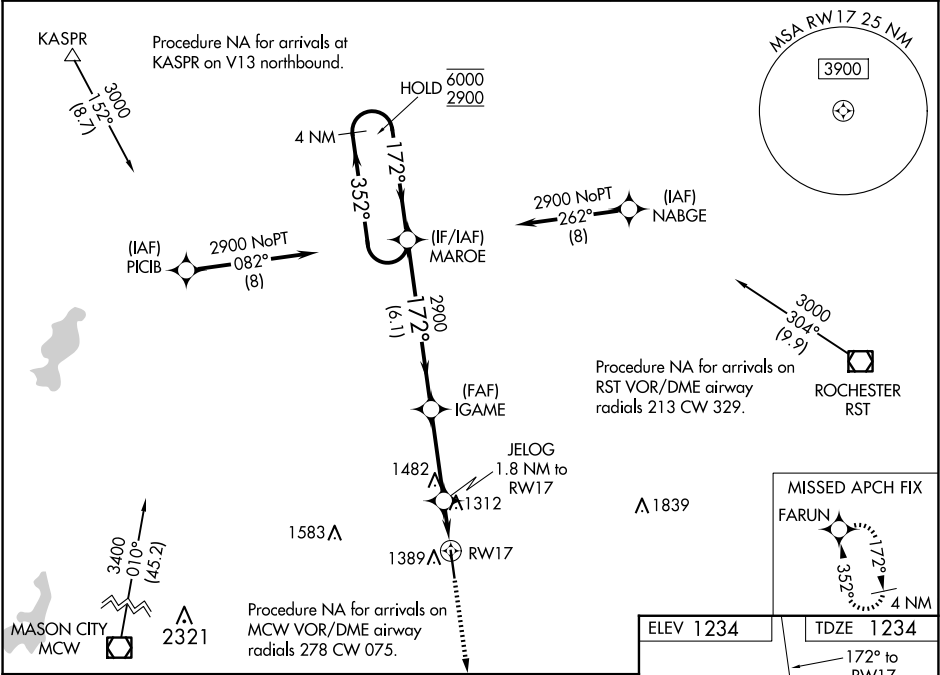 KASPR
3000
152°
(8.7)
Procedure NA for arrivals at
KASPR on V13 northbound.
HOLD 6000
2900
4 NM
172°
352°
MSA RW17 25 NM
3900
(IAF)
PICIB
2900 NoPT
082°
(8)
(IF/IAF)
MAROE
2900 NoPT
262°
(8)
(IAF)
NABGE
2900
172°
(6.1)
(FAF)
IGAME
3000
304°
(9.9)
ROCHESTER
RST
Procedure NA for arrivals on
RST VOR/DME airway
radials 213 CW 329.
JELOG
1.8 NM to
RW17
1482
1312
1839
1583
1389
RW17
MISSED APCH FIX
FARUN
172°
352°
4 NM
3400
010°
(45.2)
MASON CITY
MCW
2321
Procedure NA for arrivals on
MCW VOR/DME airway
radials 278 CW 075.
ELEV 1234
TDZE 1234
172° to
RW17